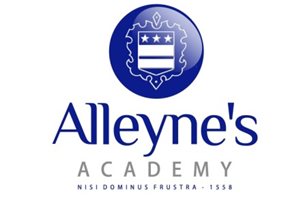 Alleyne's
ACADEMY
NISI DOMINUS FRUSTRA - 1558